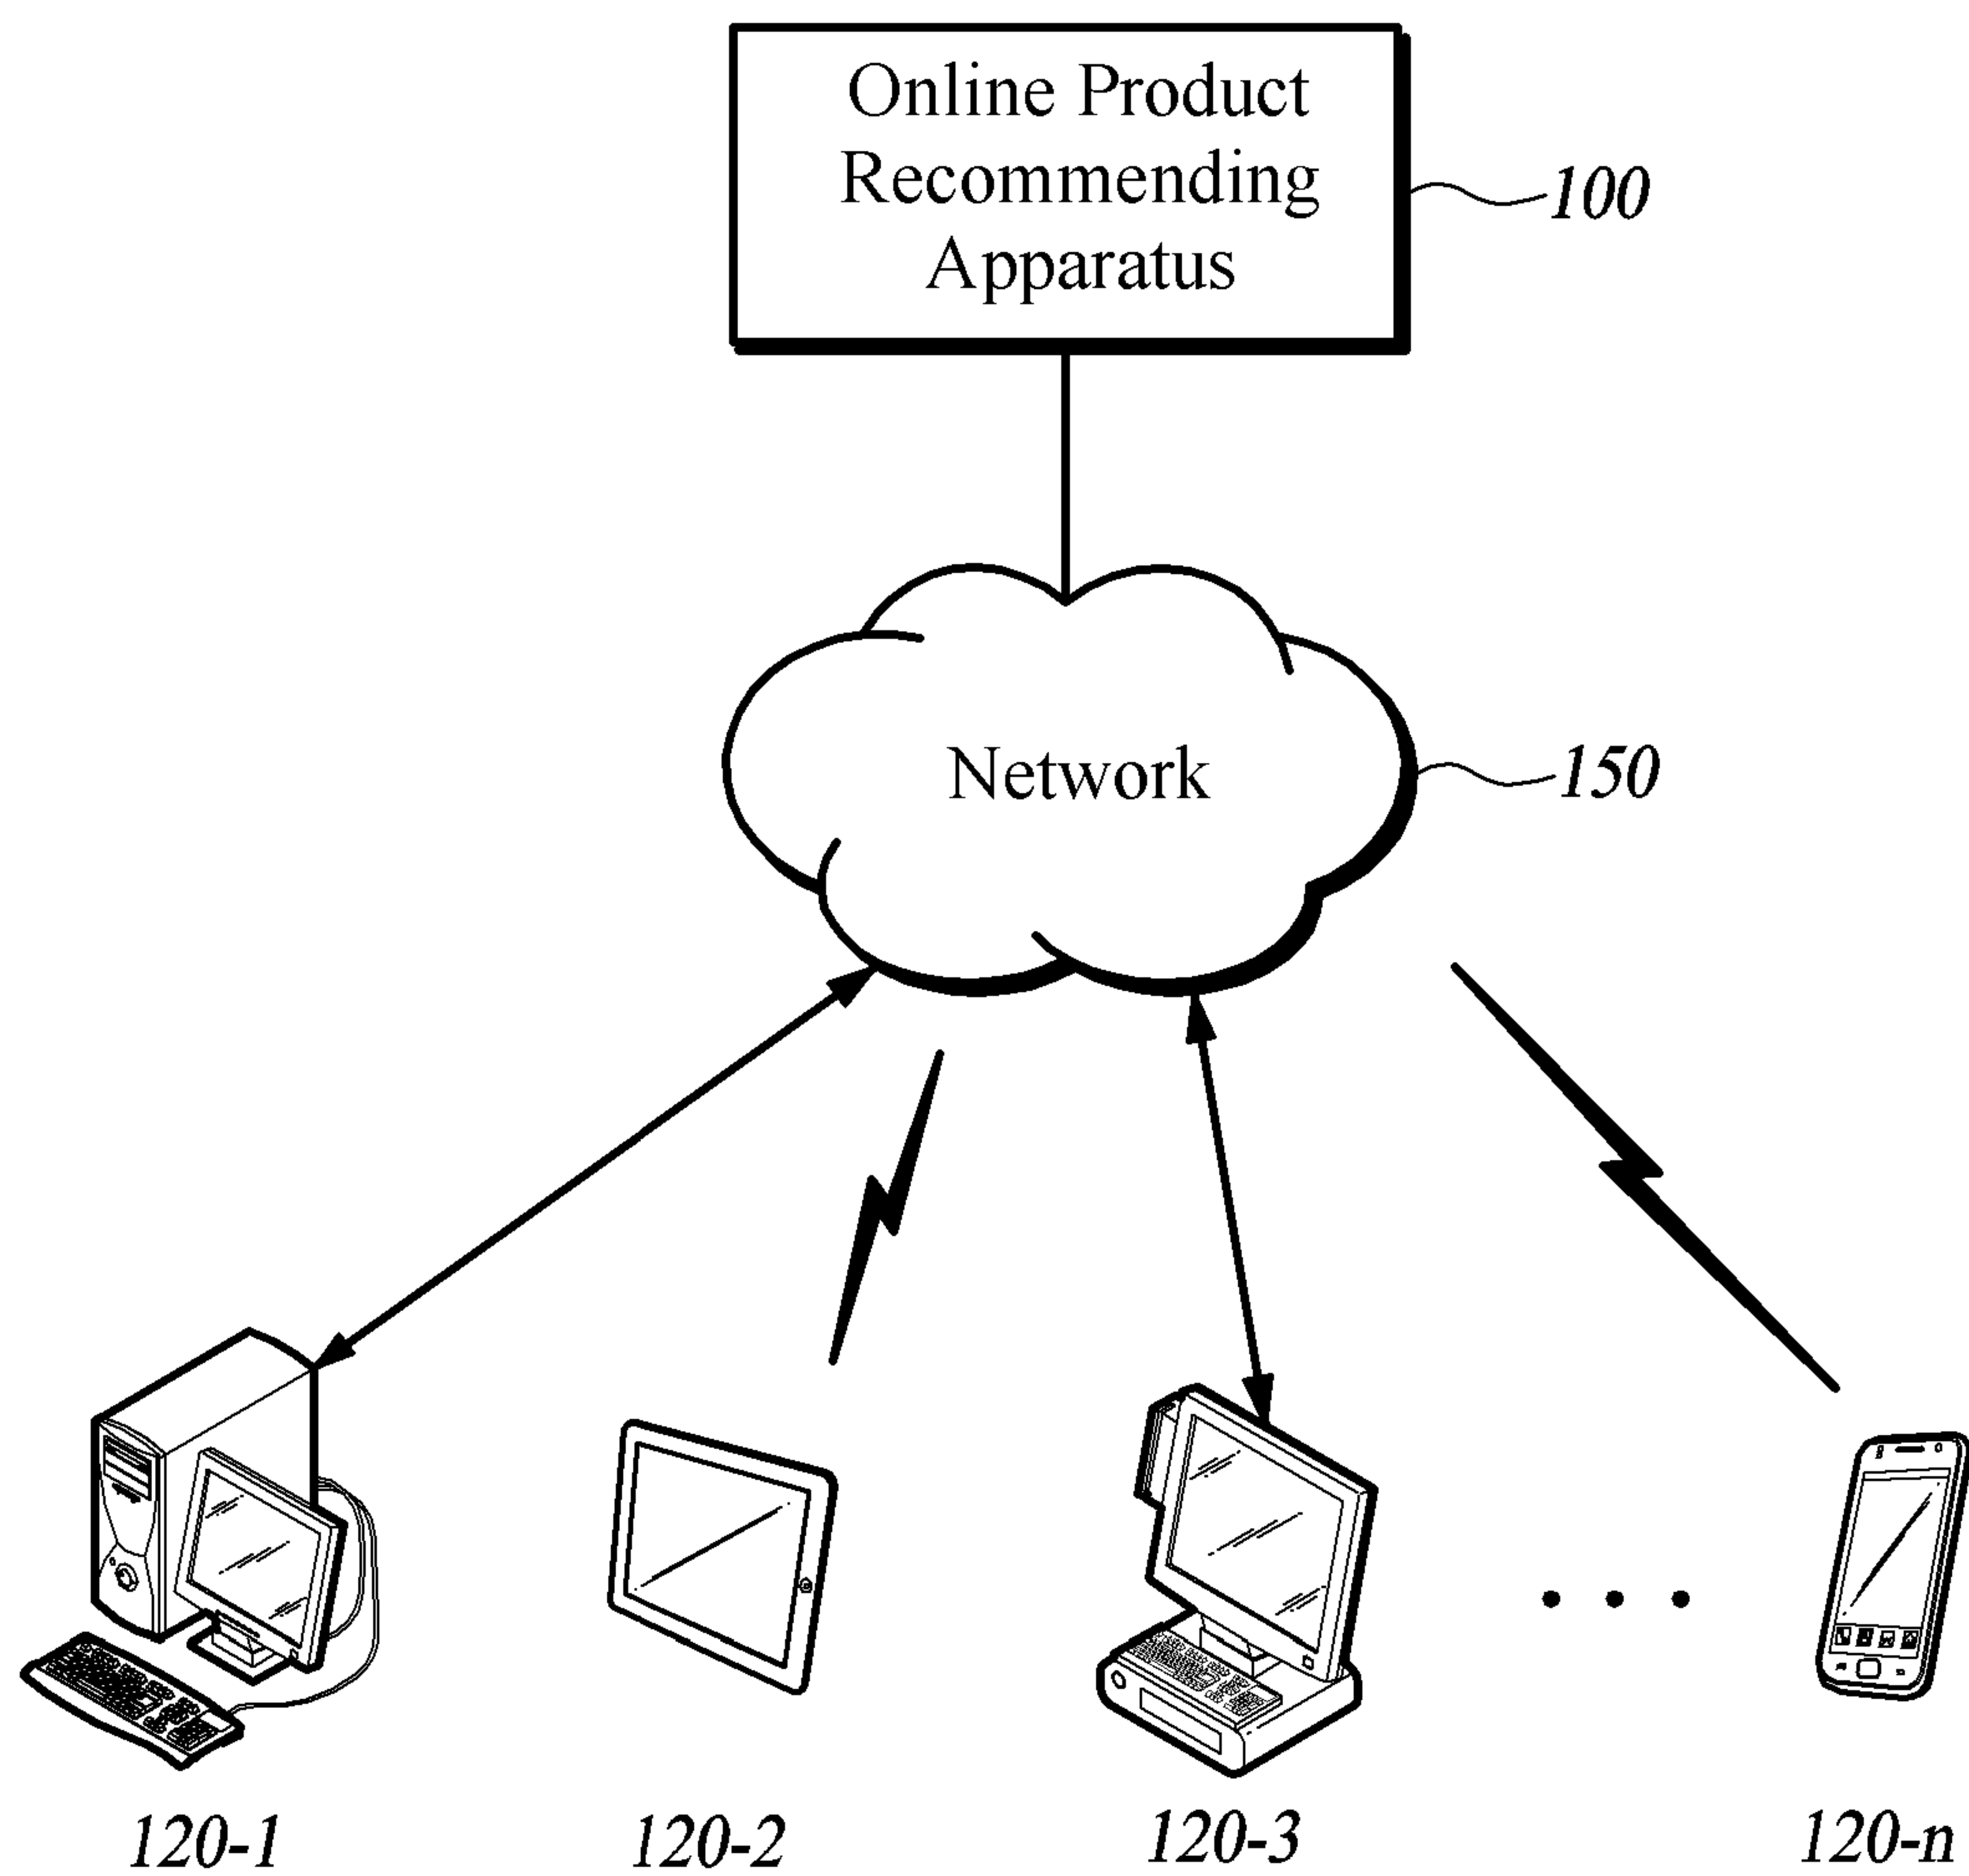 Online Product
Recommending
Apparatus
100
Network
150
120-1
120-2
120-3
120-n